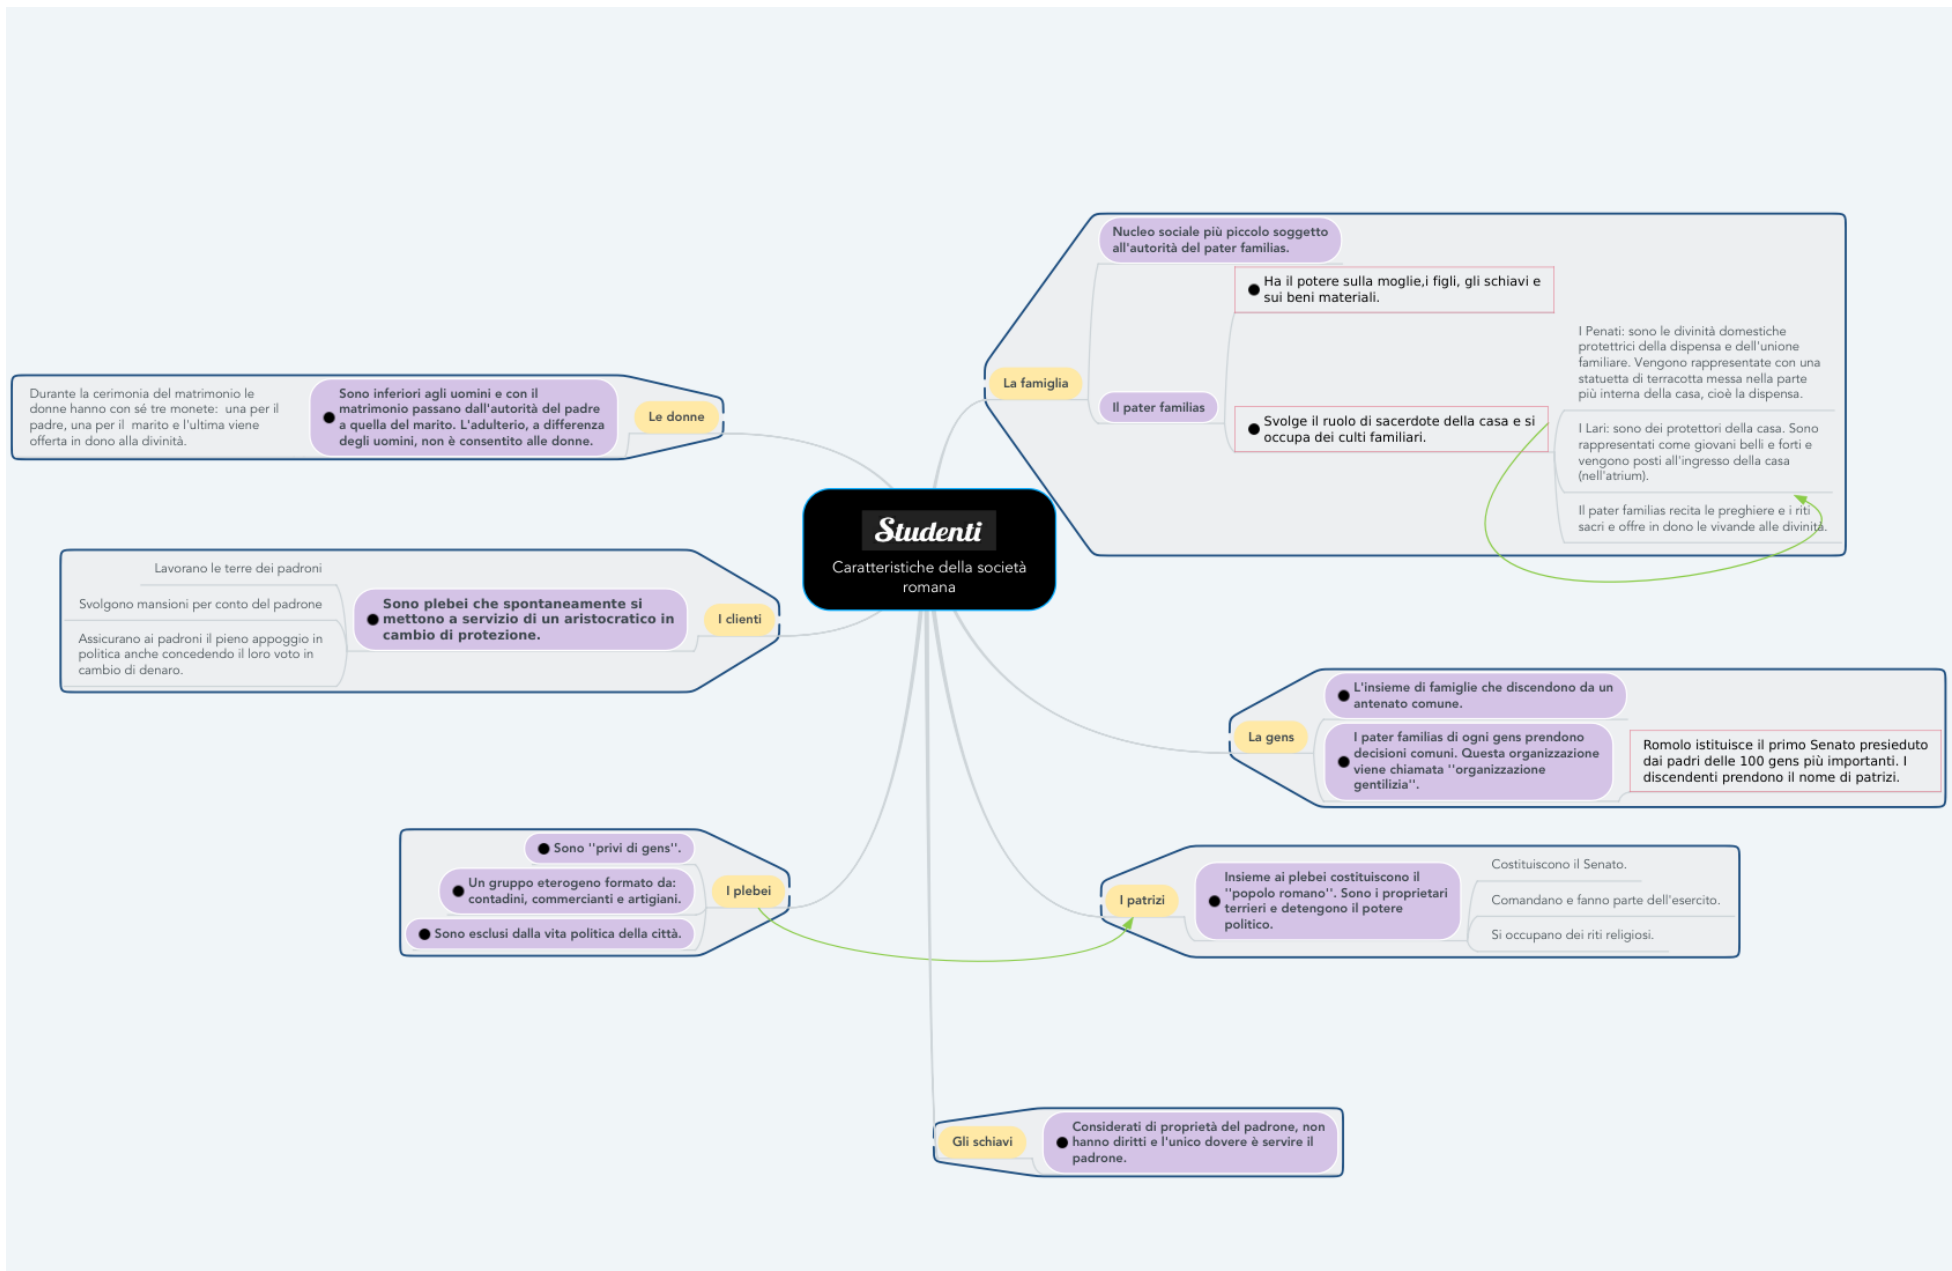 Studenti
Caratteristiche della società
romana
La famiglia
Nucleo sociale più piccolo soggetto
all'autorità del pater familias.
Il pater familias
Ha il potere sulla moglie,i figli, gli schiavi e
sui beni materiali.
Svolge il ruolo di sacerdote della casa e si
occupa dei culti familiari.
I Penati: sono le divinità domestiche
protettrici della dispensa e dell'unione
familiare. Vengono rappresentate con una
statuetta di terracotta messa nella parte
più interna della casa, cioè la dispensa.
I Lari: sono dei protettori della casa. Sono
rappresentati come giovani belli e forti e
vengono posti all'ingresso della casa
(nell'atrium).
Il pater familias recita le preghiere e i riti
sacri e offre in dono le vivande alle divinità.
La gens
L'insieme di famiglie che discendono da un
antenato comune.
I pater familias di ogni gens prendono
decisioni comuni. Questa organizzazione
viene chiamata ''organizzazione
gentilizia''.
Romolo istituisce il primo Senato presieduto
dai padri delle 100 gens più importanti. I
discendenti prendono il nome di patrizi.
I patrizi
Insieme ai plebei costituiscono il
''popolo romano''. Sono i proprietari
terrieri e detengono il potere
politico.
Costituiscono il Senato.
Comandano e fanno parte dell'esercito.
Si occupano dei riti religiosi.
Gli schiavi
Considerati di proprietà del padrone, non
hanno diritti e l'unico dovere è servire il
padrone.
I plebei
Sono ''privi di gens''.
Un gruppo eterogeno formato da:
contadini, commercianti e artigiani.
Sono esclusi dalla vita politica della città.
I clienti
Sono plebei che spontaneamente si
mettono a servizio di un aristocratico in
cambio di protezione.
Lavorano le terre dei padroni
Svolgono mansioni per conto del padrone
Assicurano ai padroni il pieno appoggio in
politica anche concedendo il loro voto in
cambio di denaro.
Le donne
Sono inferiori agli uomini e con il
matrimonio passano dall'autorità del padre
a quella del marito. L'adulterio, a differenza
degli uomini, non è consentito alle donne.
Durante la cerimonia del matrimonio le
donne hanno con sé tre monete: una per il
padre, una per il marito e l'ultima viene
offerta in dono alla divinità.